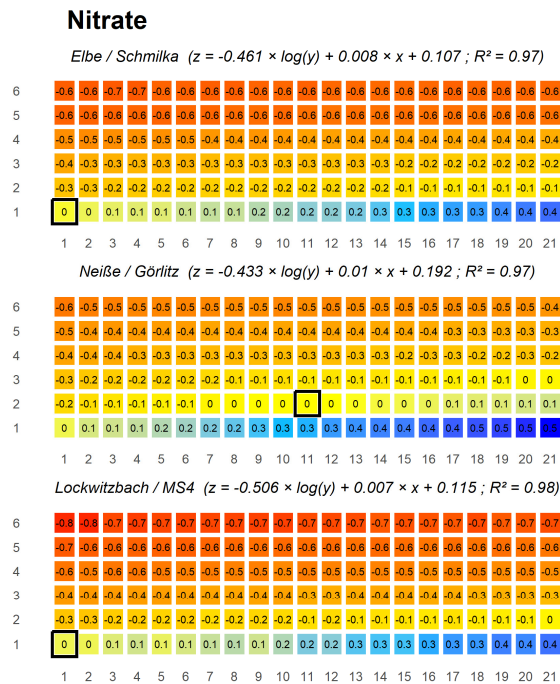 Nitrate
Elbe / Schmilka (z = -0.461 × log(y) + 0.008 × x + 0.107 ; R² = 0.97)
6 -0.6 -0.6 -0.7 -0.7 -0.6 -0.6 -0.6 -0.6 -0.6 -0.6 -0.6 -0.6 -0.6 -0.6 -0.6 -0.6 -0.6 -0.6 -0.6 -0.6 -0.6
5 -0.6 -0.6 -0.6 -0.6 -0.6 -0.6 -0.6 -0.6 -0.6 -0.6 -0.6 -0.6 -0.6 -0.6 -0.6 -0.6 -0.6 -0.6 -0.6 -0.6 -0.6
4 -0.5 -0.5 -0.5 -0.5 -0.5 -0.5 -0.5 -0.5 -0.4 -0.4 -0.4 -0.4 -0.4 -0.4 -0.4 -0.4 -0.4 -0.4 -0.4 -0.4 -0.4
3 -0.4 -0.3 -0.3 -0.3 -0.3 -0.3 -0.3 -0.3 -0.3 -0.3 -0.3 -0.3 -0.3 -0.3 -0.2 -0.2 -0.2 -0.2 -0.2 -0.2 -0.2
2 -0.3 -0.3 -0.2 -0.2 -0.2 -0.2 -0.2 -0.2 -0.2 -0.2 -0.2 -0.2 -0.2 -0.2 -0.1 -0.1 -0.1 -0.1 -0.1 -0.1 -0.1
1 0 0 0.1 0.1 0.1 0.1 0.1 0.1 0.2 0.2 0.2 0.2 0.2 0.3 0.3 0.3 0.3 0.3 0.4 0.4 0.4
1 2 3 4 5 6 7 8 9 10 11 12 13 14 15 16 17 18 19 20 21
Neiße / Görlitz (z = -0.433 × log(y) + 0.01 × x + 0.192 ; R² = 0.97)
6 -0.6 -0.5 -0.5 -0.5 -0.5 -0.5 -0.5 -0.5 -0.5 -0.5 -0.5 -0.5 -0.5 -0.5 -0.5 -0.5 -0.5 -0.5 -0.5 -0.5 -0.4
5 -0.5 -0.4 -0.4 -0.4 -0.4 -0.4 -0.4 -0.4 -0.4 -0.4 -0.4 -0.4 -0.4 -0.4 -0.4 -0.4 -0.3 -0.3 -0.3 -0.3 -0.3
4 -0.4 -0.4 -0.4 -0.3 -0.3 -0.3 -0.3 -0.3 -0.3 -0.3 -0.3 -0.3 -0.3 -0.3 -0.2 -0.2 -0.3 -0.2 -0.2 -0.2 -0.2
3 -0.3 -0.2 -0.2 -0.2 -0.2 -0.2 -0.2 -0.1 -0.1 -0.1 -0.1 -0.1 -0.1 -0.1 -0.1 -0.1 -0.1 -0.1 -0.1 0 0
2 -0.2 -0.1 -0.1 -0.1 -0.1 -0.1 0 0 0 0 0 0 0 0 0 0 0.1 0.1 0.1 0.1 0.1
1 0 0.1 0.1 0.1 0.2 0.2 0.2 0.2 0.3 0.3 0.3 0.3 0.4 0.4 0.4 0.4 0.4 0.5 0.5 0.5 0.5
1 2 3 4 5 6 7 8 9 10 11 12 13 14 15 16 17 18 19 20 21
Lockwitzbach / MS4 (z = -0.506 × log(y) + 0.007 × x + 0.115 ; R² = 0.98)
6 -0.8 -0.8 -0.7 -0.7 -0.7 -0.7 -0.7 -0.7 -0.7 -0.7 -0.7 -0.7 -0.7 -0.7 -0.7 -0.7 -0.7 -0.7 -0.7 -0.7 -0.7
5 -0.7 -0.6 -0.6 -0.6 -0.6 -0.6 -0.6 -0.6 -0.6 -0.6 -0.6 -0.6 -0.6 -0.6 -0.6 -0.6 -0.6 -0.6 -0.6 -0.6 -0.6
4 -0.6 -0.5 -0.6 -0.5 -0.5 -0.5 -0.5 -0.5 -0.5 -0.5 -0.5 -0.5 -0.5 -0.5 -0.5 -0.5 -0.5 -0.5 -0.5 -0.5 -0.5
3 -0.4 -0.4 -0.4 -0.4 -0.4 -0.4 -0.4 -0.4 -0.4 -0.4 -0.4 -0.4 -0.4 -0.4 -0.4 -0.4 -0.4 -0.3 -0.3 -0.3 -0.3
2 -0.3 -0.3 -0.2 -0.2 -0.2 -0.2 -0.2 -0.2 -0.2 -0.2 -0.1 -0.2 -0.1 -0.1 -0.1 -0.1 -0.1 -0.1 -0.1 -0.1 0
1 0 0 0.1 0.1 0.1 0.1 0.1 0.1 0.1 0.2 0.2 0.2 0.3 0.3 0.3 0.3 0.3 0.3 0.4 0.4 0.4
1 2 3 4 5 6 7 8 9 10 11 12 13 14 15 16 17 18 19 20 21